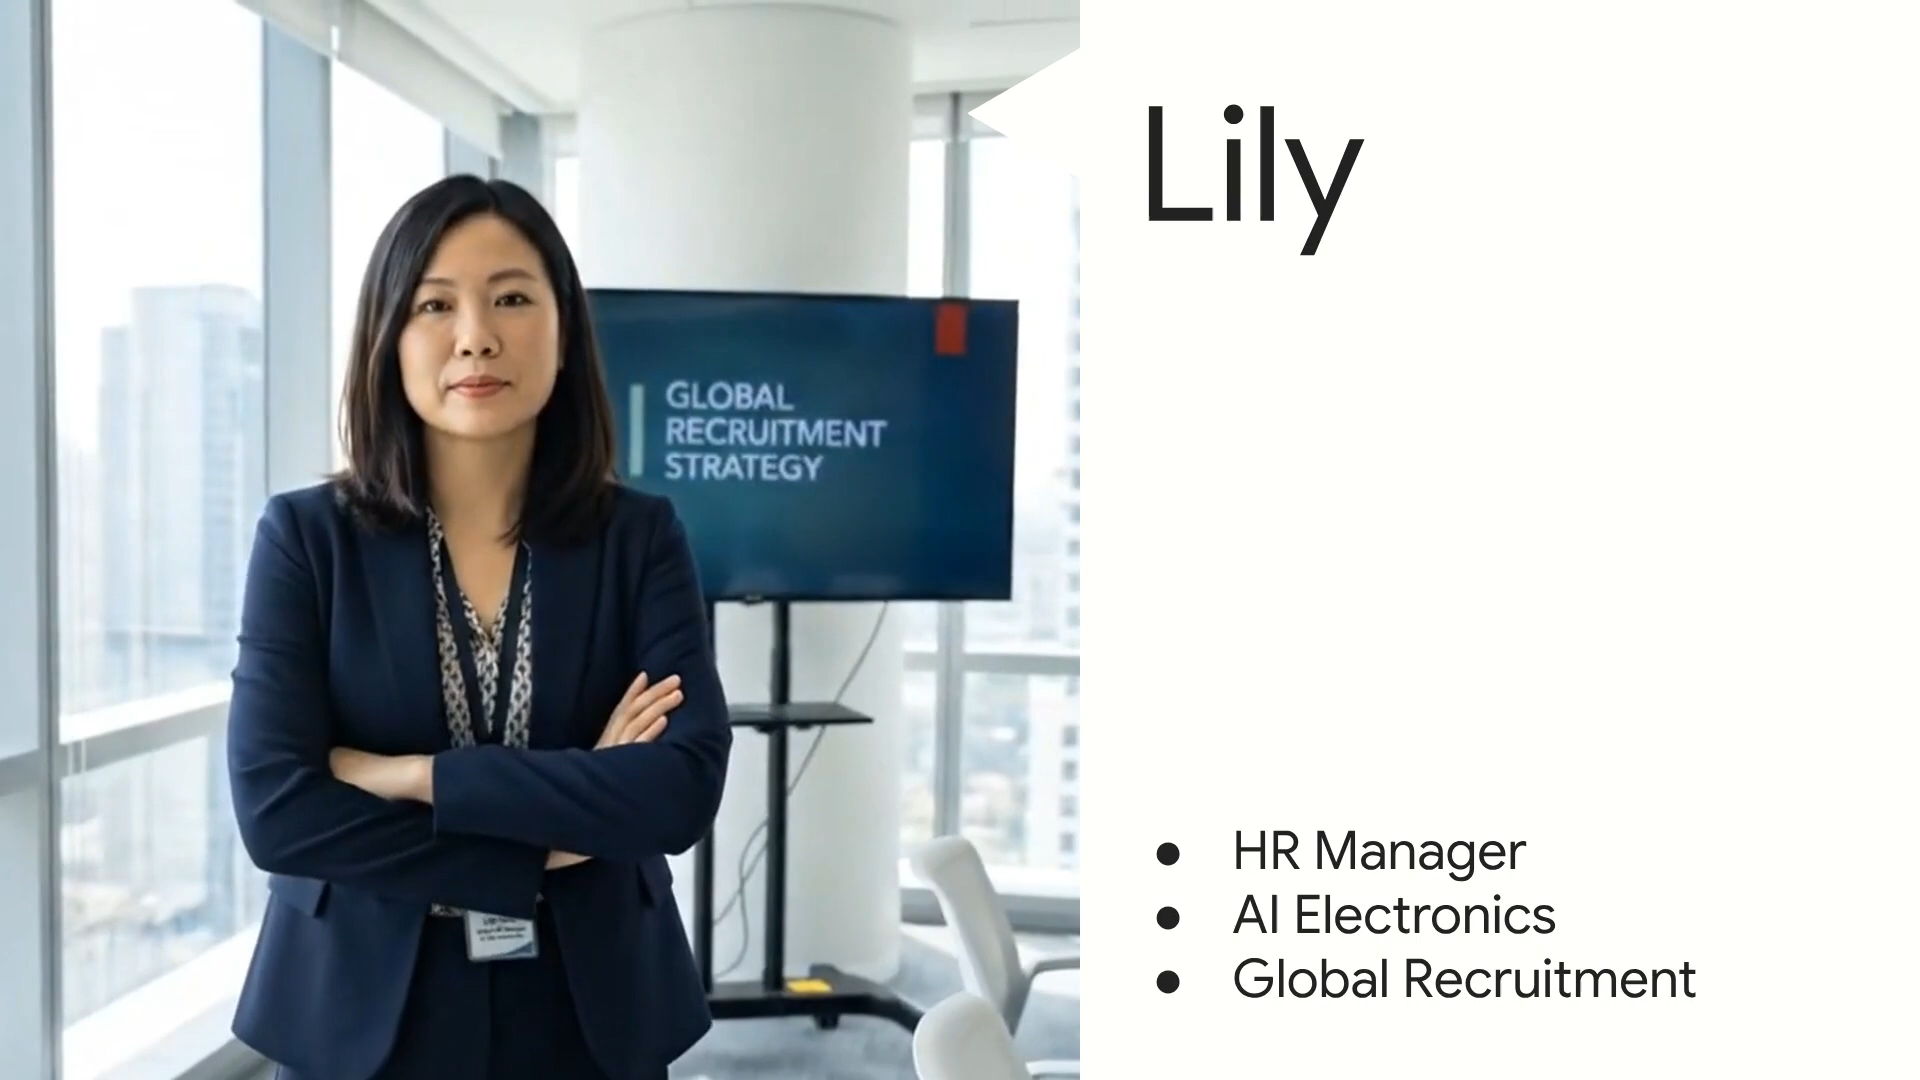 Lily
GLOBAL
RECRUITMENT
STRATEGY
HR Manager
AI Electronics
Global Recruitment